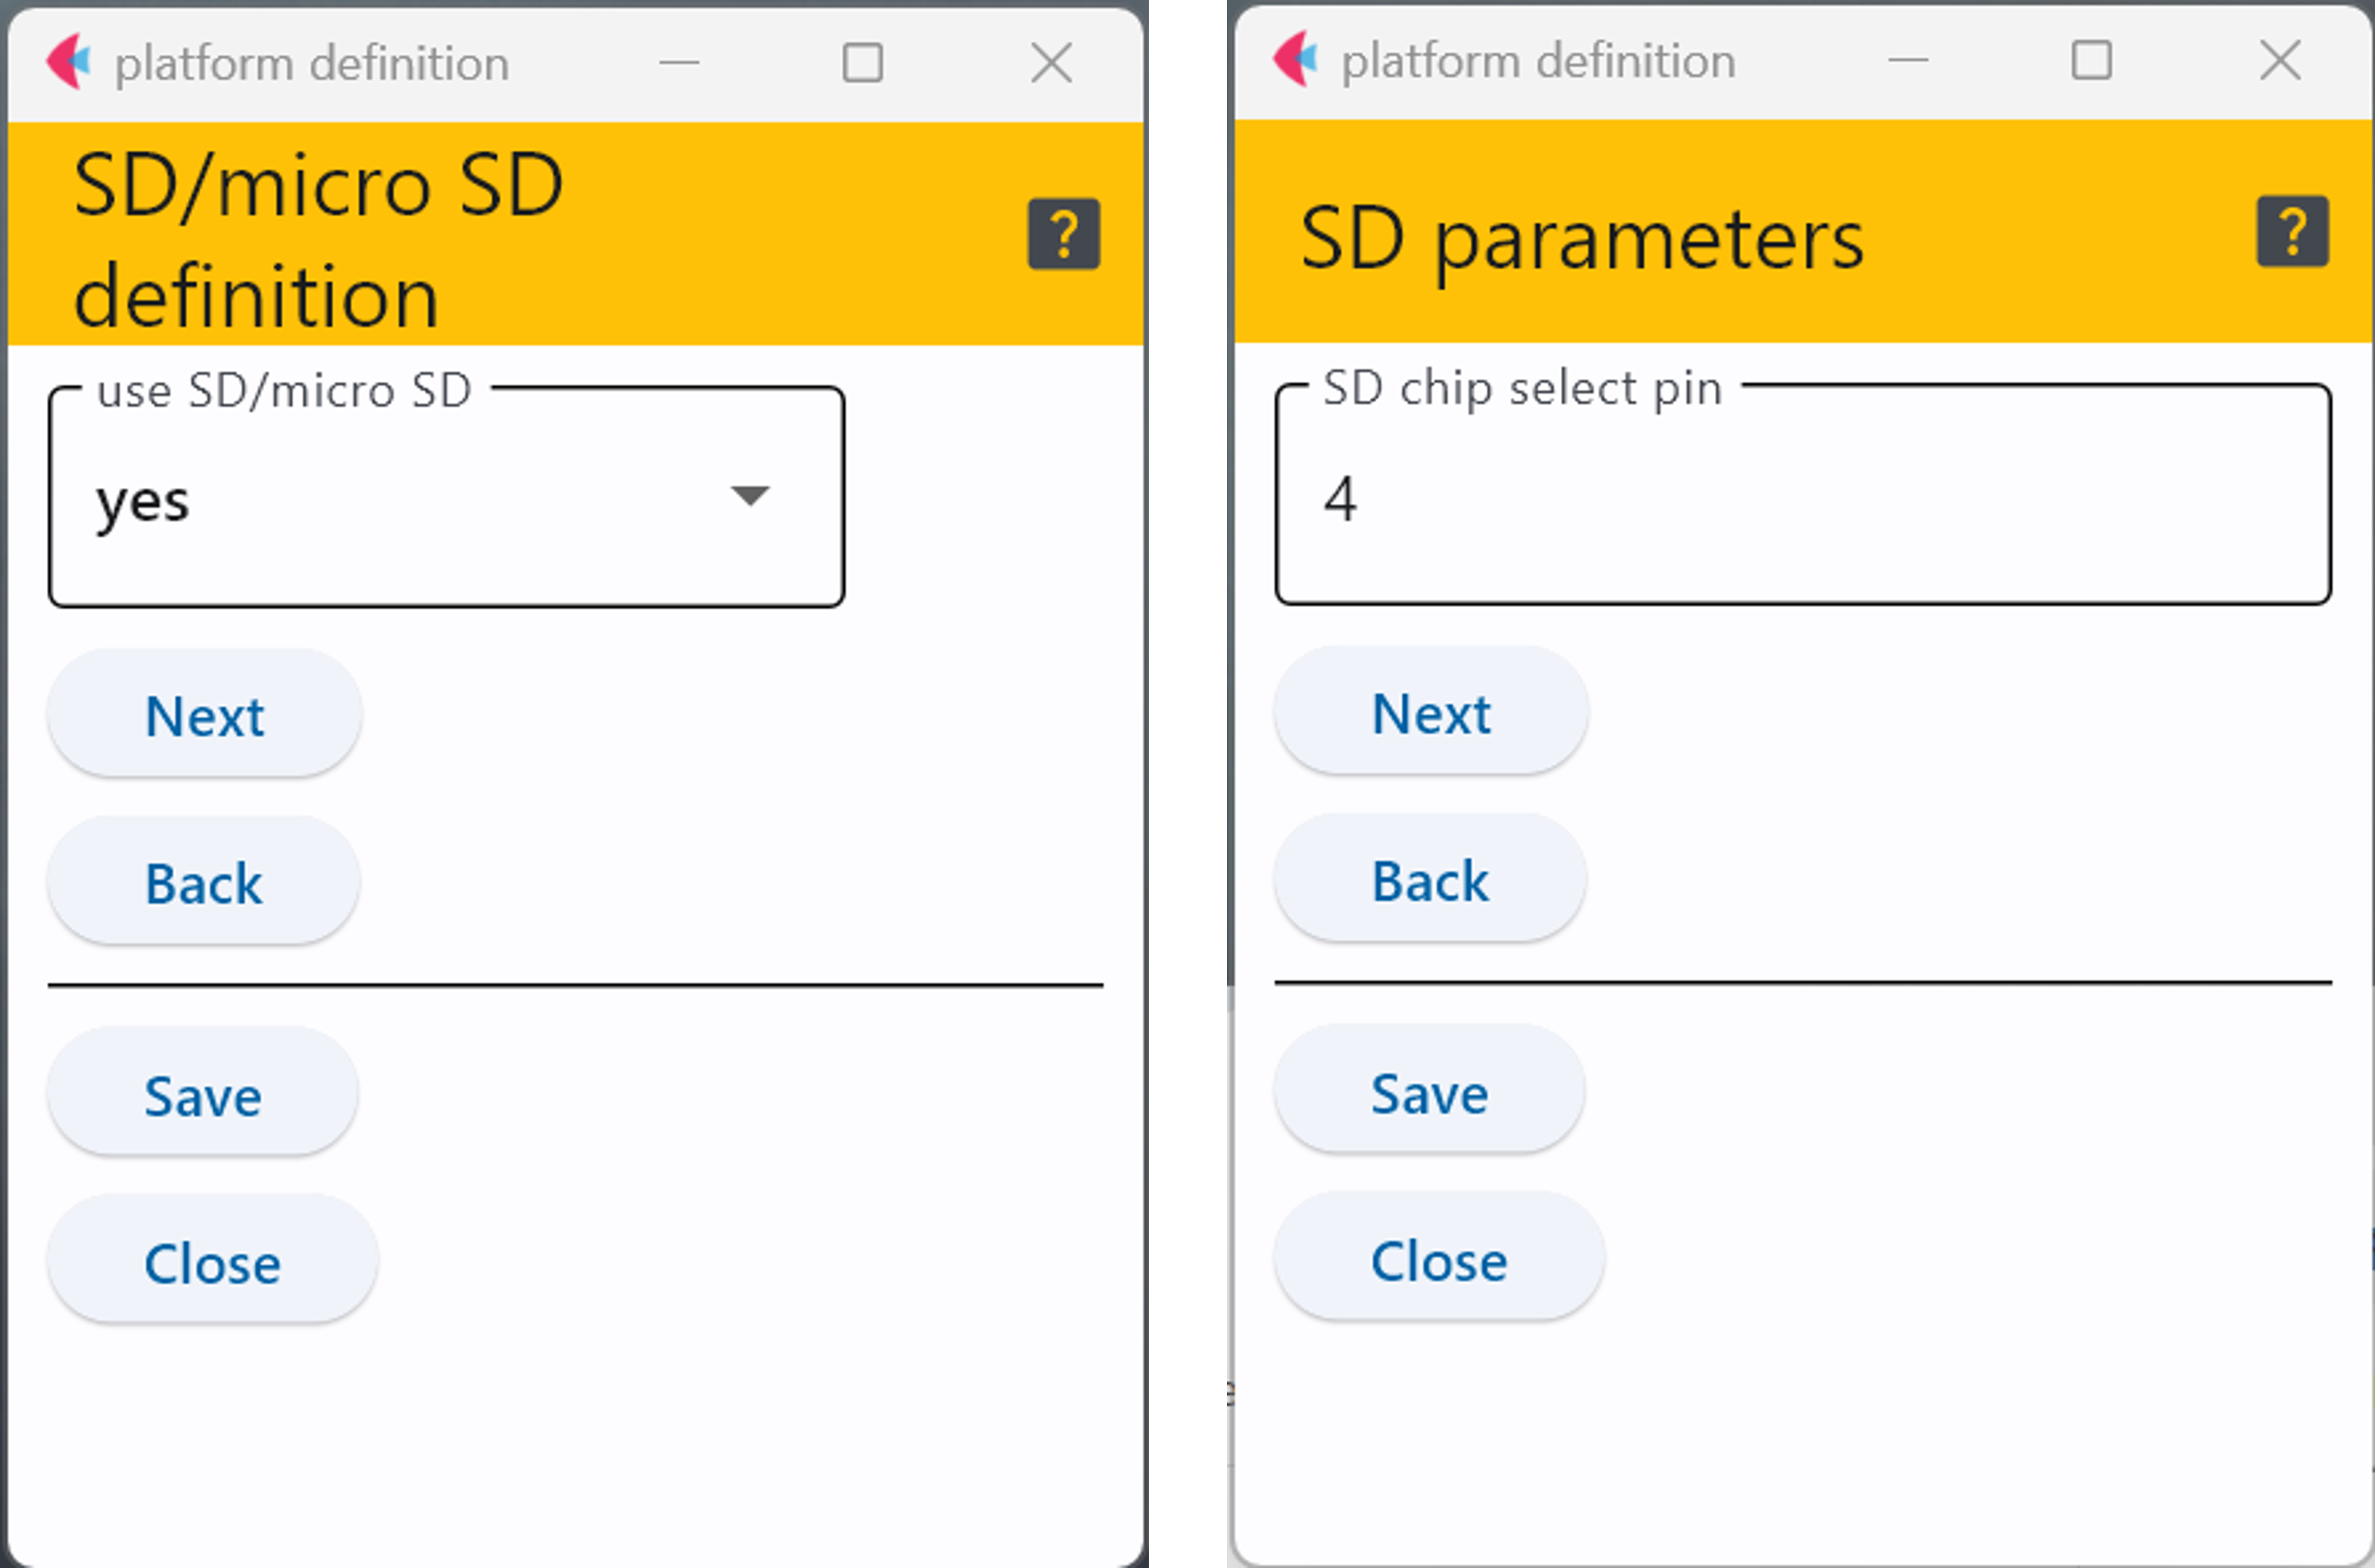 platform definition
SD/micro SD
definition
?
use SD/micro SD
yes
Next
Back
Save
Close
platform definition
SD parameters
?
SD chip select pin
4
Next
Back
Save
Close